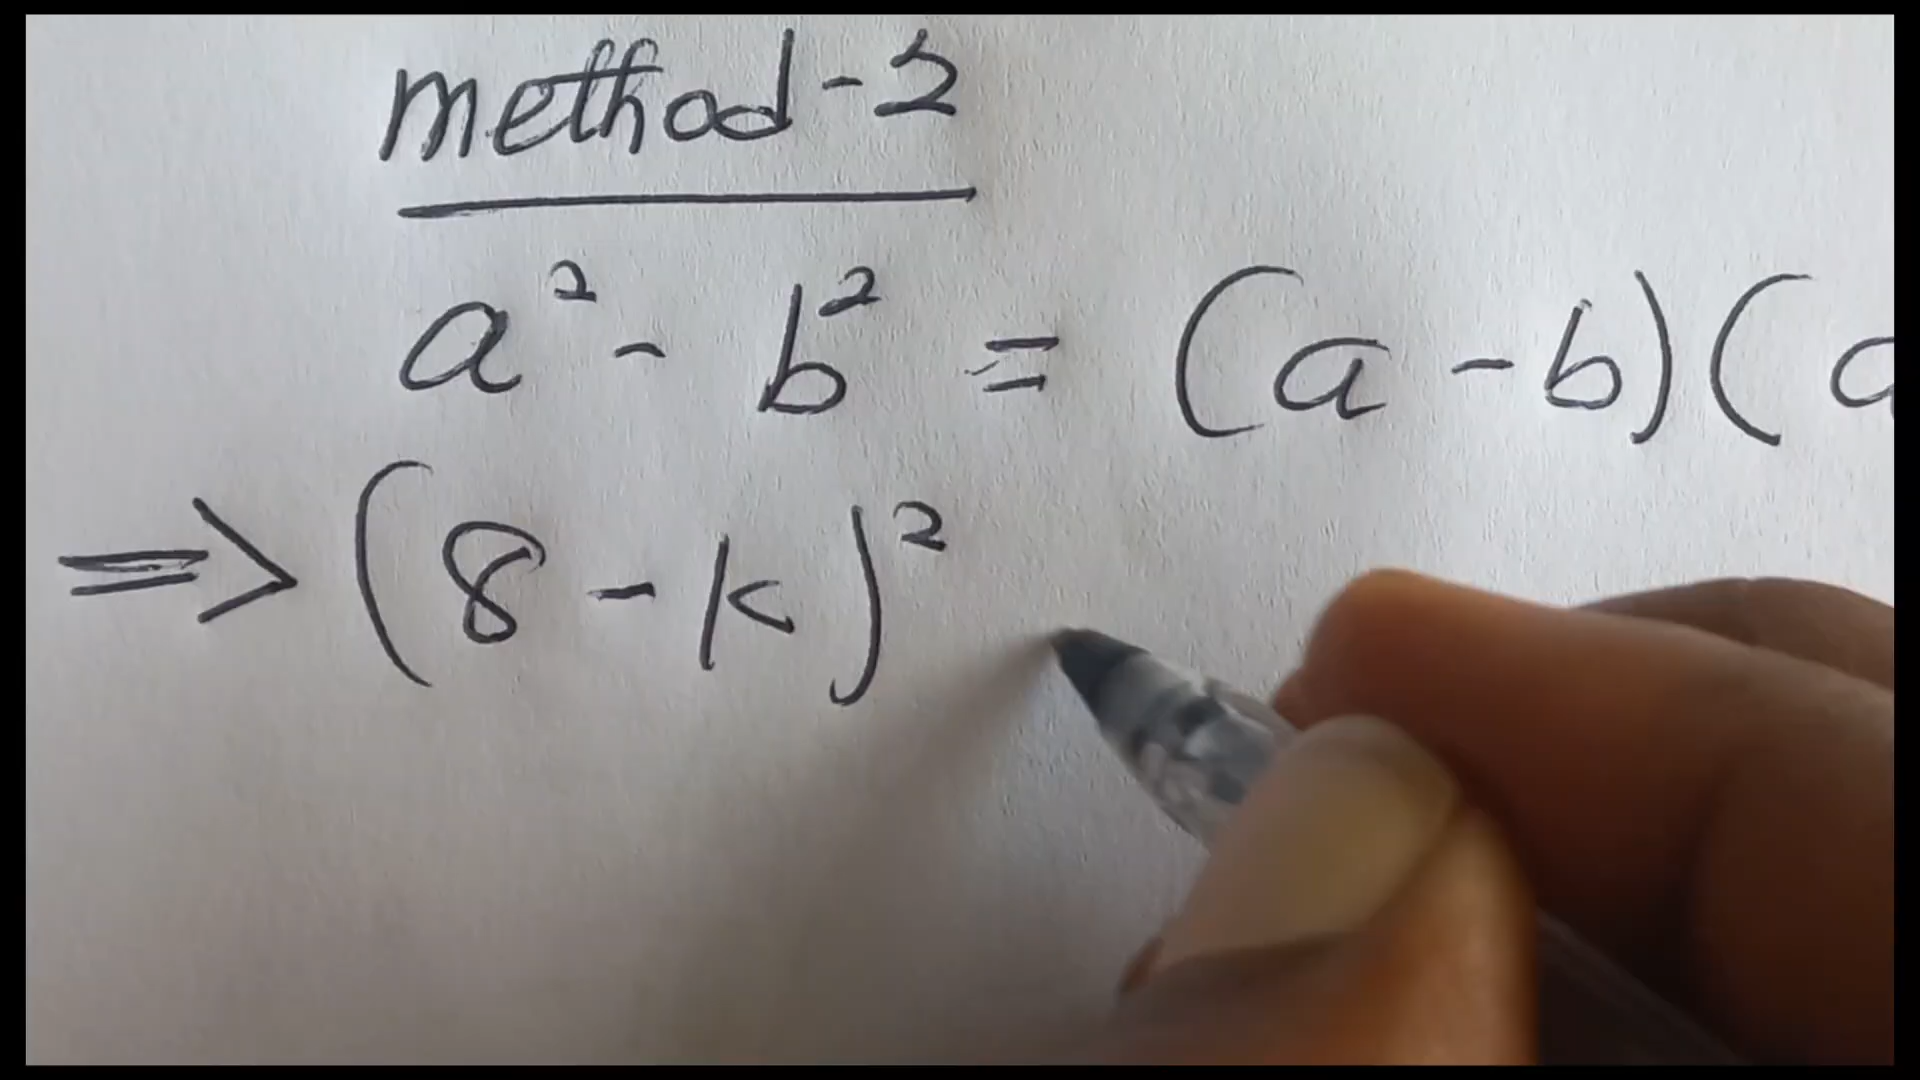 method-2
a² - b² = (a - b)(a
=> (8 - k)²